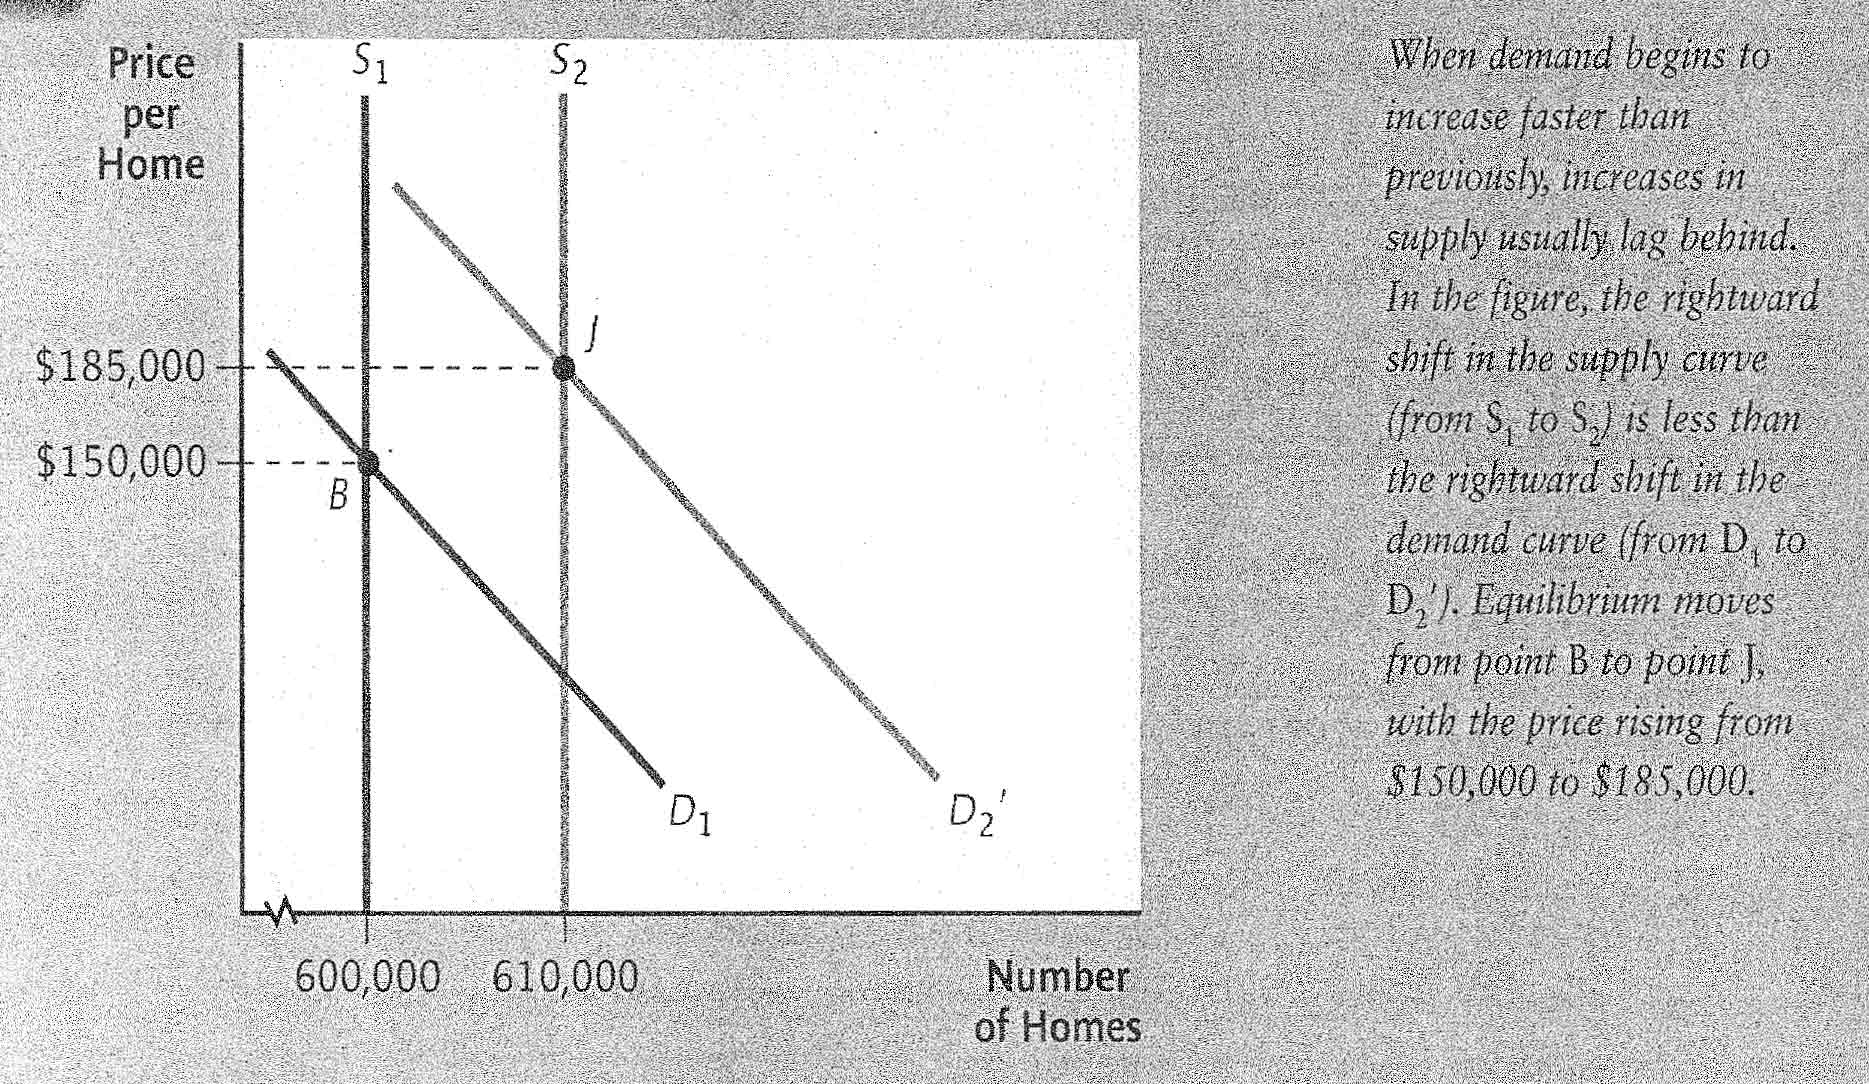 Price
per
Home
S1
S2
J
$185,000
$150,000
B
D1
D2'
600,000
610,000
Number
of Homes
When demand begins to
increase faster than
previously, increases in
supply usually lag behind.
In the figure, the rightward
shift in the supply curve
(from S1 to S2) is less than
the rightward shift in the
demand curve (from D1 to
D2'). Equilibrium moves
from point B to point J,
with the price rising from
$150,000 to $185,000.